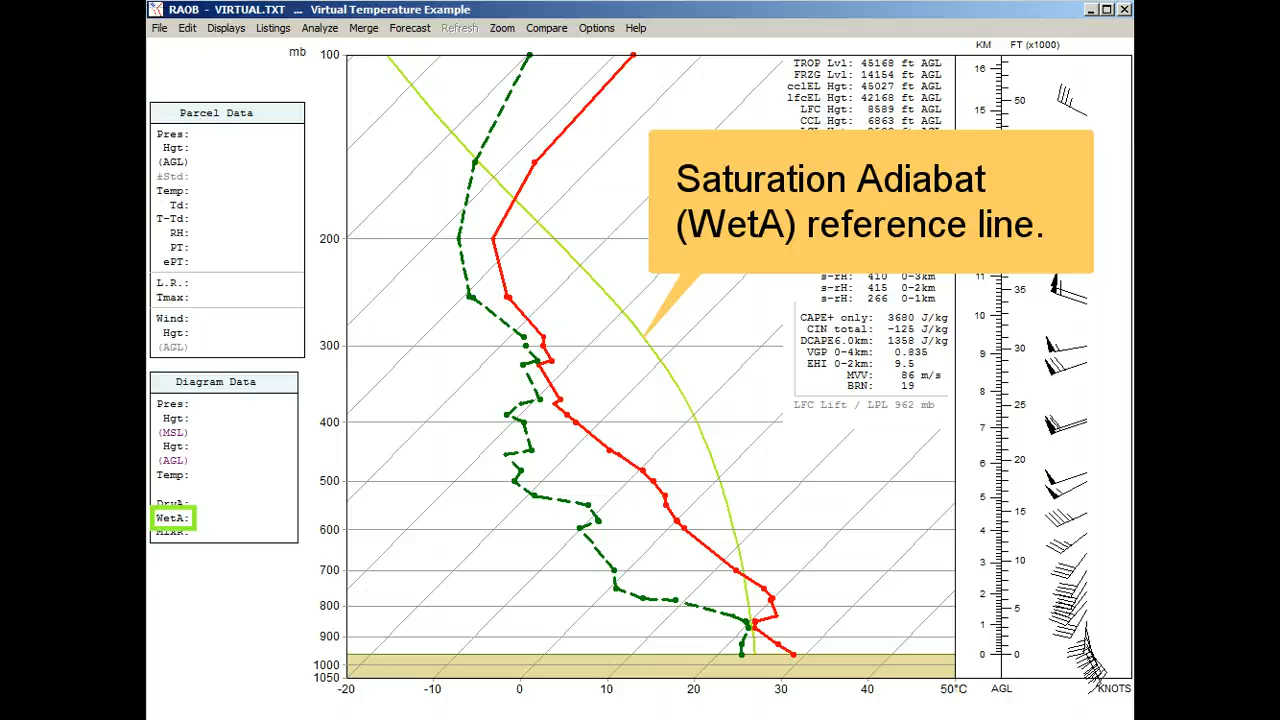 RAOB - VIRTUAL.TXT ... Virtual Temperature Example
File Edit Displays Listings Analyze Merge Forecast Refresh Zoom Compare Options Help
mb
KM FT (x1000)
Parcel Data
Pres:
Hgt:
(AGL)
±Std:
Temp:
Td:
T-Td:
RH:
PT:
ePT:
L.R.:
Tmax:
Wind:
Hgt:
(AGL)
Diagram Data
Pres:
Hgt:
(MSL)
Hgt:
(AGL)
Temp:
DryA:
WetA:
MixR:
100
200
300
400
500
600
700
800
900
1000
1050
-20 -10 0 10 20 30 40 50°C
TROP Lvl: 45168 ft AGL
FRZG Lvl: 14154 ft AGL
cclEL Hgt: 45027 ft AGL
lfcEL Hgt: 42168 ft AGL
LFC Hgt: 8589 ft AGL
CCL Hgt: 6863 ft AGL
Saturation Adiabat
(WetA) reference line.
s-rH: 410 0-3km
s-rH: 415 0-2km
s-rH: 266 0-1km
CAPE+ only: 3680 J/kg
CIN total: -125 J/kg
DCAPE6.0km: 1358 J/kg
VGP 0-4km: 0.835
EHI 0-2km: 9.5
MVV: 86 m/s
BRN: 19
LFC Lift / LPL 962 mb
16
15
11
10
9
8
7
6
5
4
3
2
1
0
50
35
30
25
20
15
10
5
0
AGL KNOTS